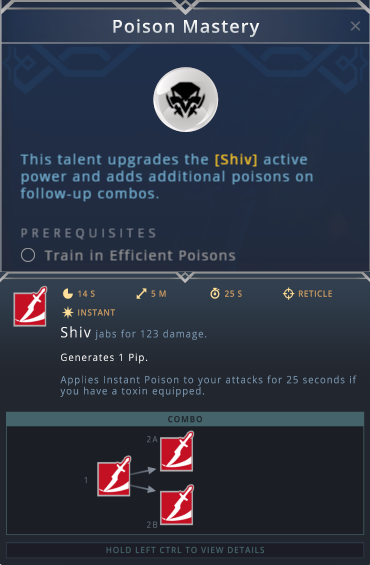 Poison Mastery
This talent upgrades the [Shiv] active
power and adds additional poisons on
follow-up combos.
PREREQUISITES
Train in Efficient Poisons
14 S 5 M 25 S RETICLE
INSTANT
Shiv jabs for 123 damage.
Generates 1 Pip.
Applies Instant Poison to your attacks for 25 seconds if
you have a toxin equipped.
COMBO
2A
1
2B
HOLD LEFT CTRL TO VIEW DETAILS